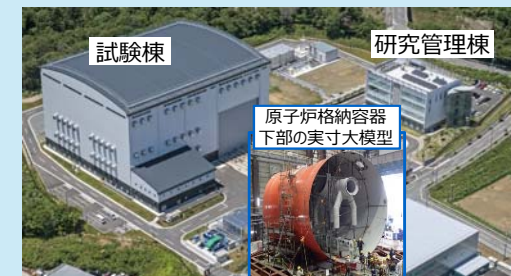 試験棟
研究管理棟
原子炉格納容器
下部の実寸大模型